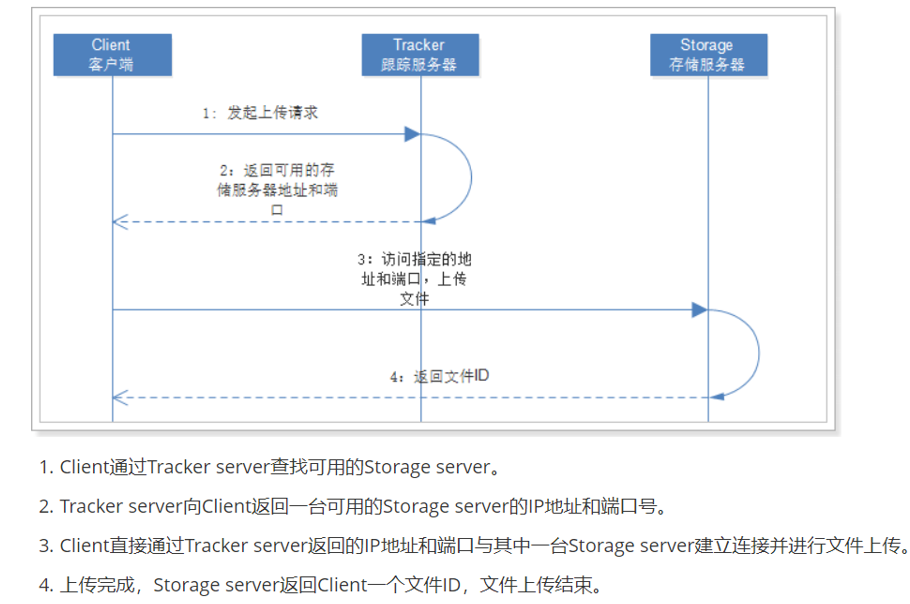 Client
客户端
Tracker
跟踪服务器
Storage
存储服务器
1: 发起上传请求
2：返回可用的存
储服务器地址和端
口
3：访问指定的地
址和端口，上传
文件
4：返回文件ID
1. Client通过Tracker server查找可用的Storage server。
2. Tracker server向Client返回一台可用的Storage server的IP地址和端口号。
3. Client直接通过Tracker server返回的IP地址和端口与其中一台Storage server建立连接并进行文件上传。
4. 上传完成，Storage server返回Client一个文件ID，文件上传结束。